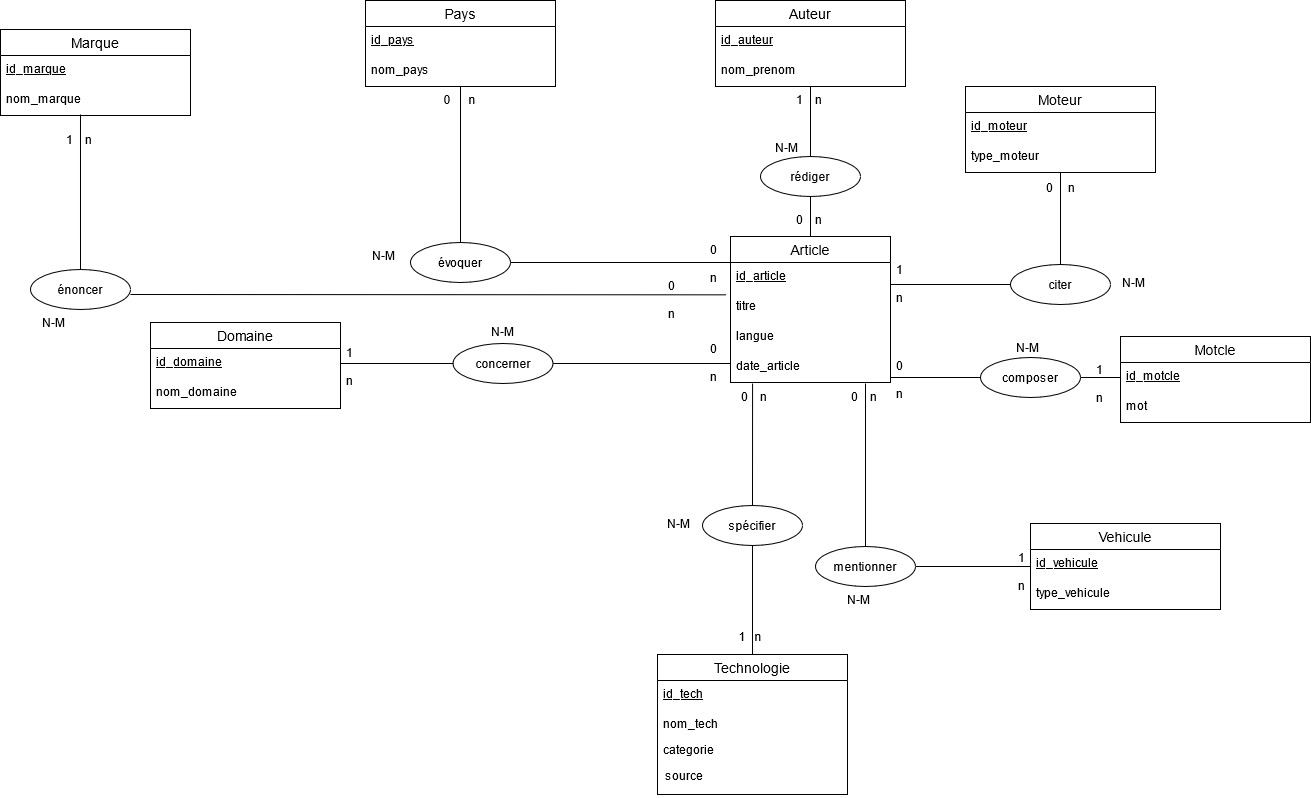 Pays
id_pays
nom_pays
0 n
Auteur
id_auteur
nom_prenom
1 n
Marque
id_marque
nom_marque
1 n
Moteur
id_moteur
type_moteur
0 n
N-M
rédiger
0 n
N-M
évoquer
0
n
Article
id_article
titre
langue
date_article
1
n
citer
N-M
énoncer
N-M
0
n
Domaine
id_domaine
nom_domaine
1
n
N-M
concerner
0
n
0
n
N-M
composer
1
n
Motcle
id_motcle
mot
0 n
0 n
N-M
spécifier
mentionner
N-M
1
n
Vehicule
id_vehicule
type_vehicule
1 n
Technologie
id_tech
nom_tech
categorie
source